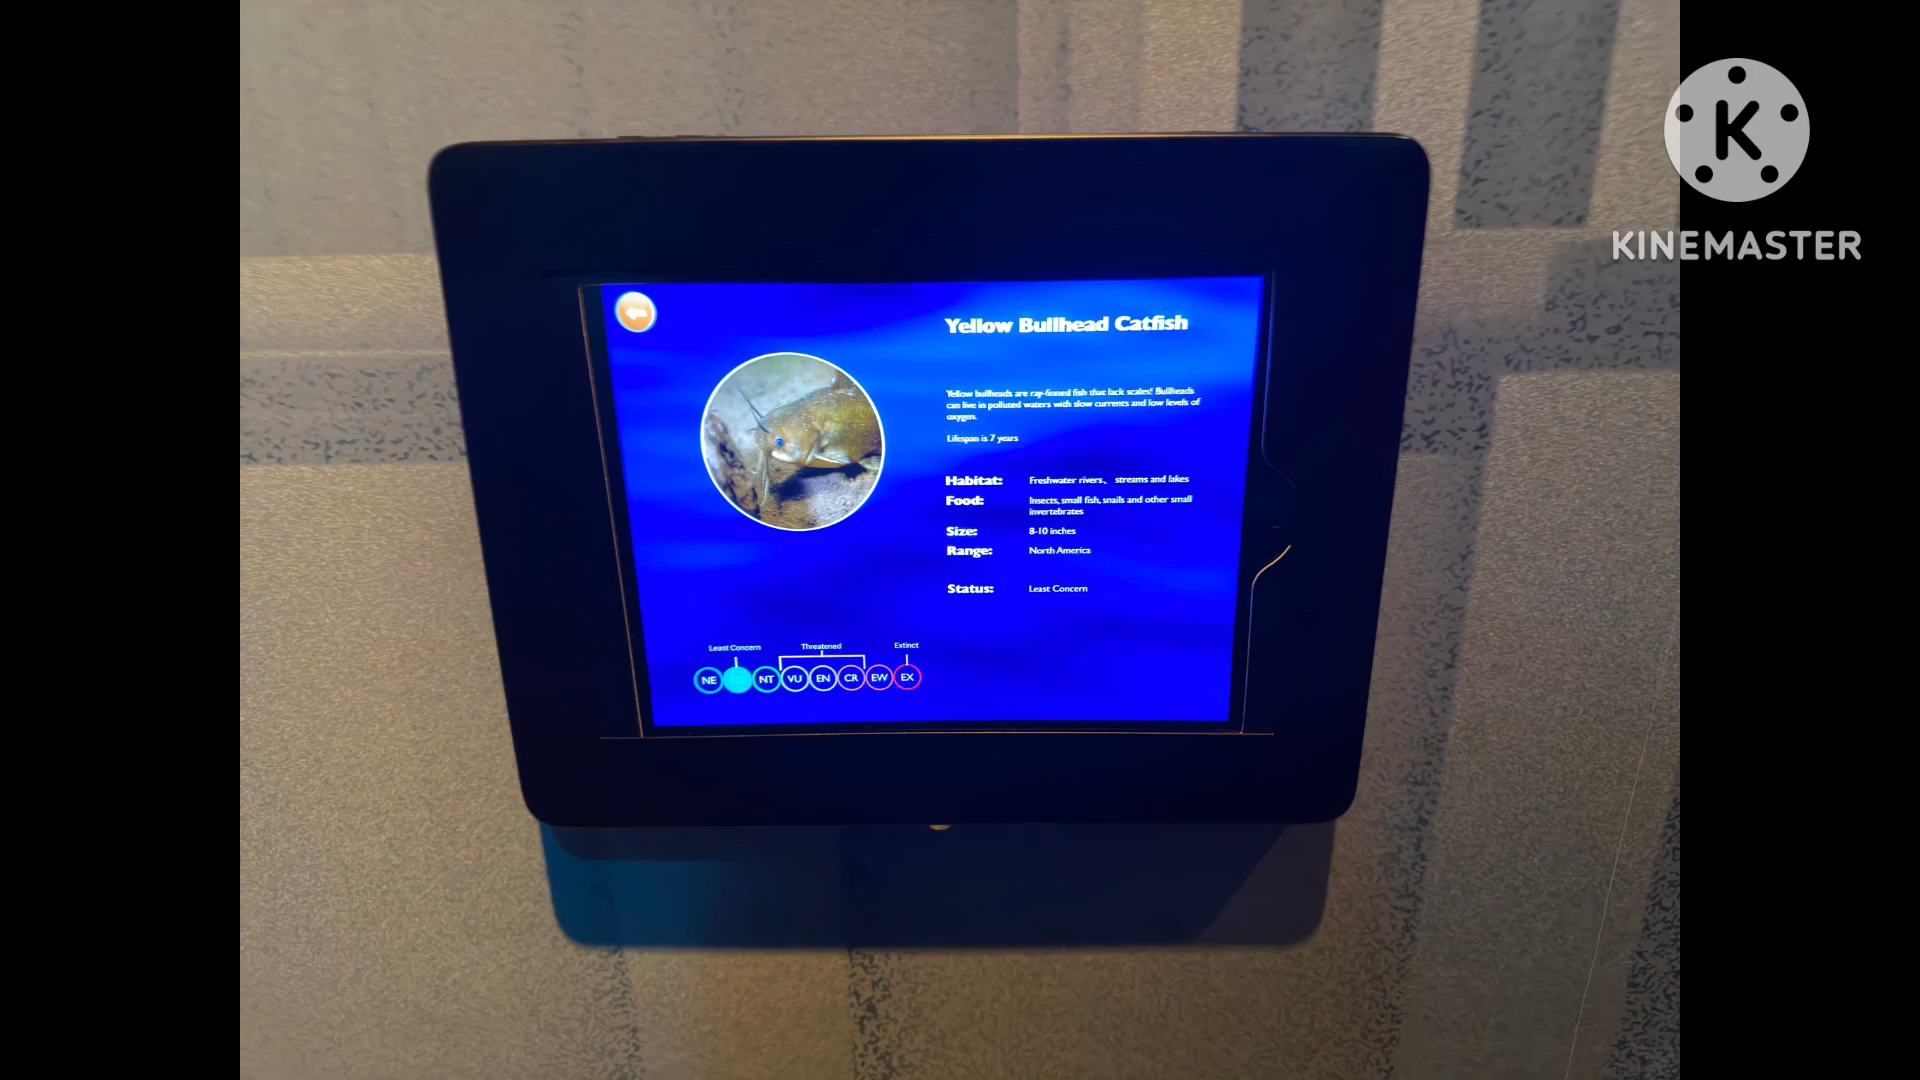 K
KINEMASTER
Yellow Bullhead Catfish
Yellow bullheads are ray-finned fish that lack scales! Bullheads
can live in polluted waters with slow currents and low levels of
oxygen.
Lifespan is 7 years
Habitat: Freshwater rivers、 streams and lakes
Food: Insects, small fish, snails and other small
invertebrates
Size: 8-10 inches
Range: North America
Status: Least Concern
Least Concern Threatened Extinct
NE LC NT VU EN CR EW EX